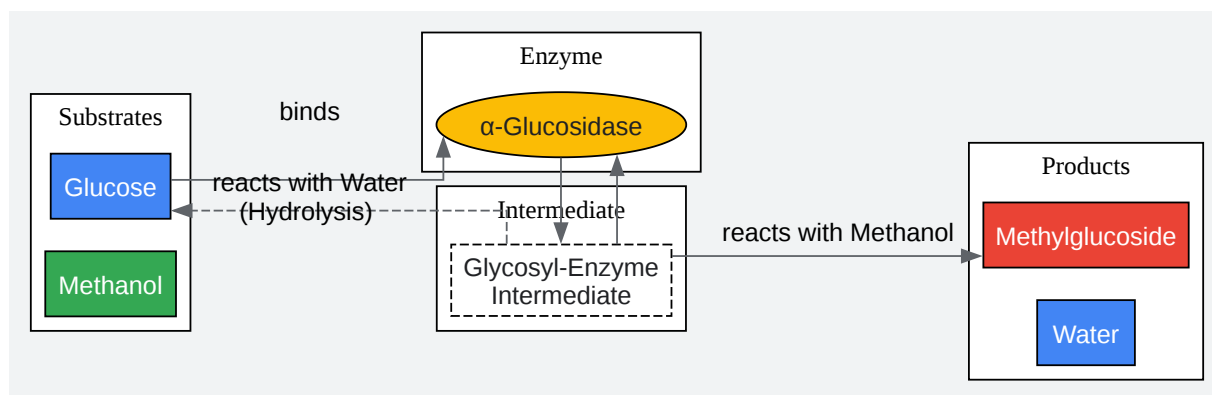 Enzyme
α-Glucosidase
Substrates
binds
Glucose
reacts with Water
(Hydrolysis)
Methanol
Intermediate
Glycosyl-Enzyme
Intermediate
reacts with Methanol
Products
Methylglucoside
Water